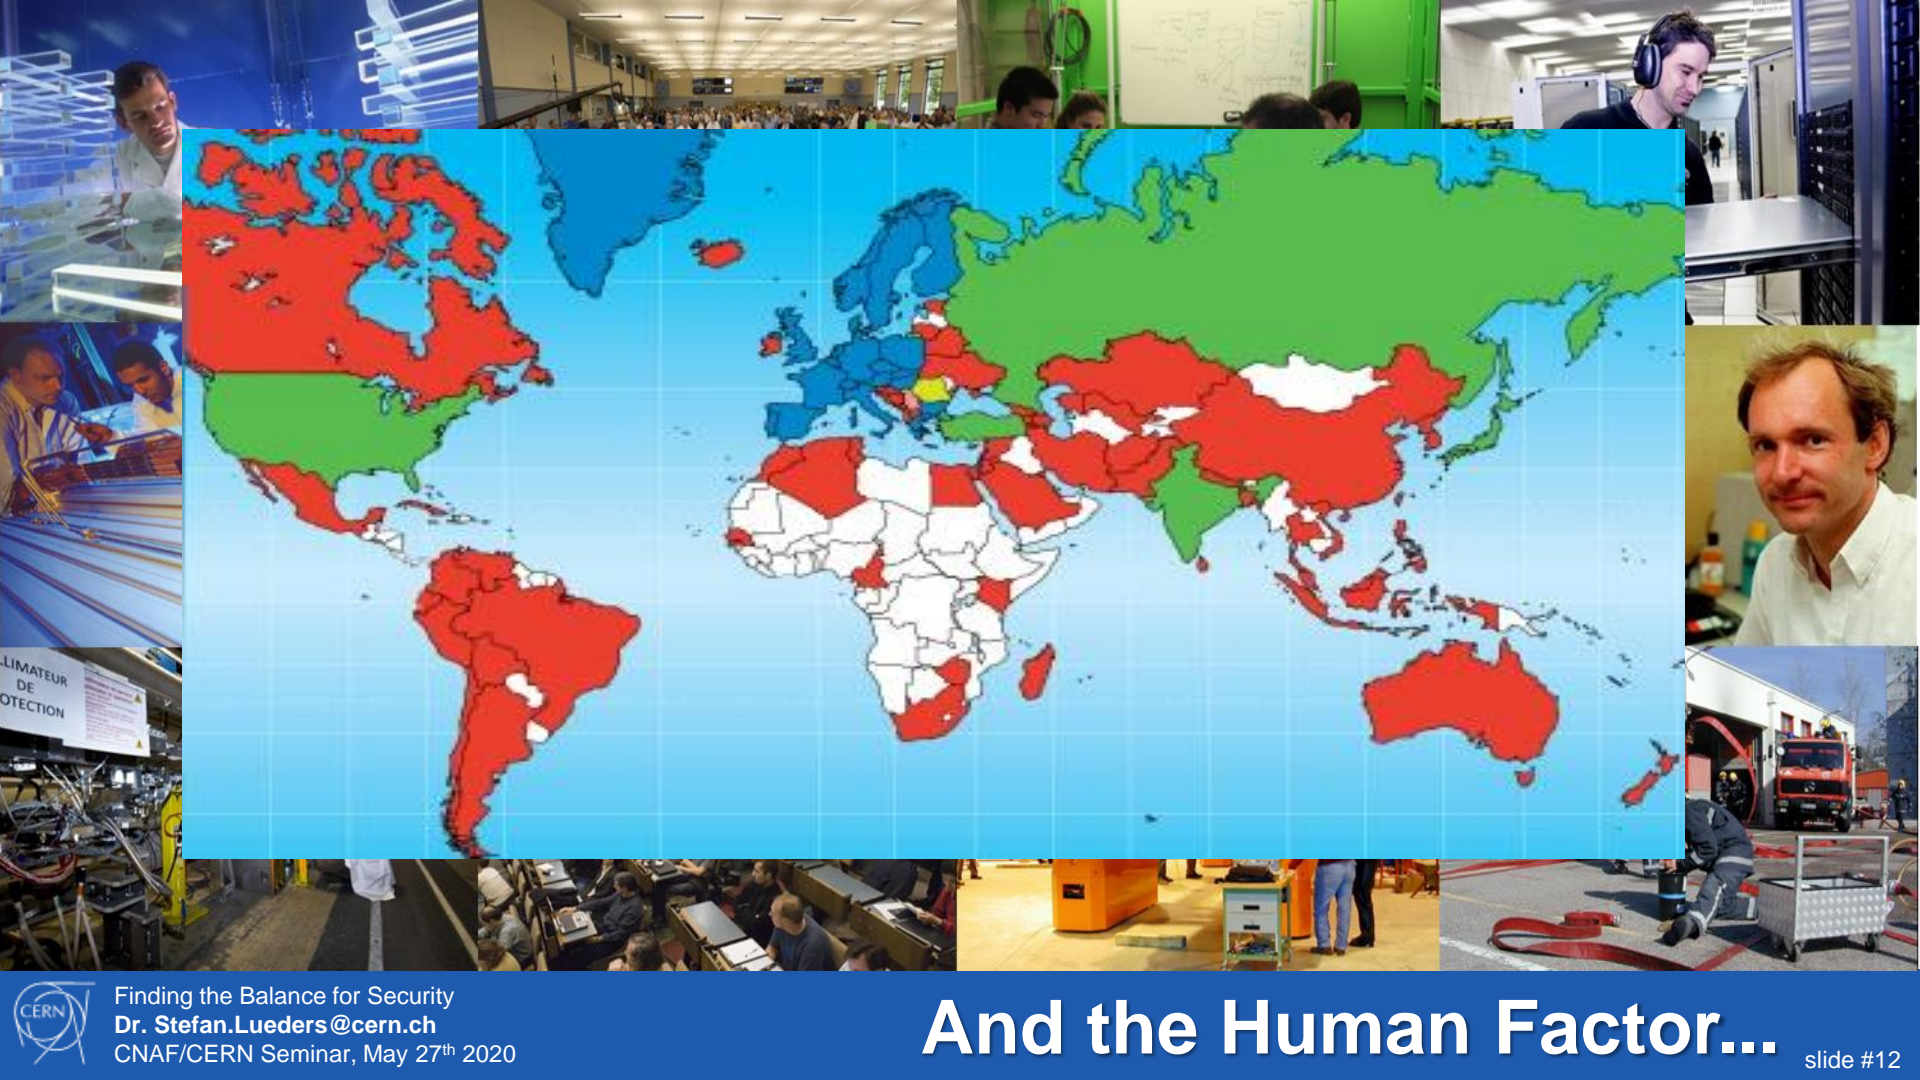 LLIMATEUR
DE
OTECTION
CERN
Finding the Balance for Security
Dr. Stefan.Lueders@cern.ch
CNAF/CERN Seminar, May 27th 2020
And the Human Factor...
slide #12